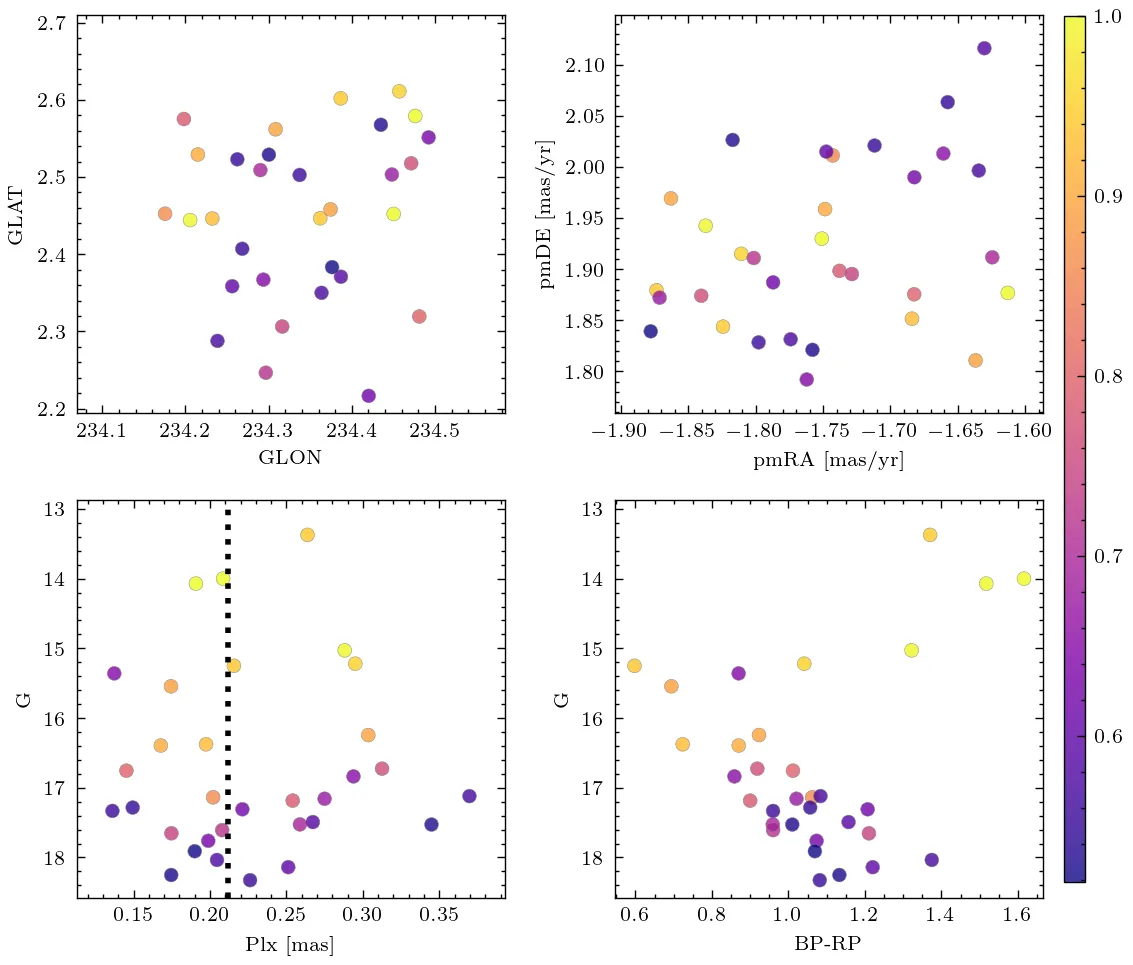 2.7
2.6
2.5
2.4
2.3
2.2
GLAT
234.1 234.2 234.3 234.4 234.5
GLON
2.10
2.05
2.00
1.95
1.90
1.85
1.80
pmDE [mas/yr]
−1.90 −1.85 −1.80 −1.75 −1.70 −1.65 −1.60
pmRA [mas/yr]
1.0
0.9
0.8
0.7
0.6
13
14
15
16
17
18
G
0.15 0.20 0.25 0.30 0.35
Plx [mas]
13
14
15
16
17
18
G
0.6 0.8 1.0 1.2 1.4 1.6
BP-RP